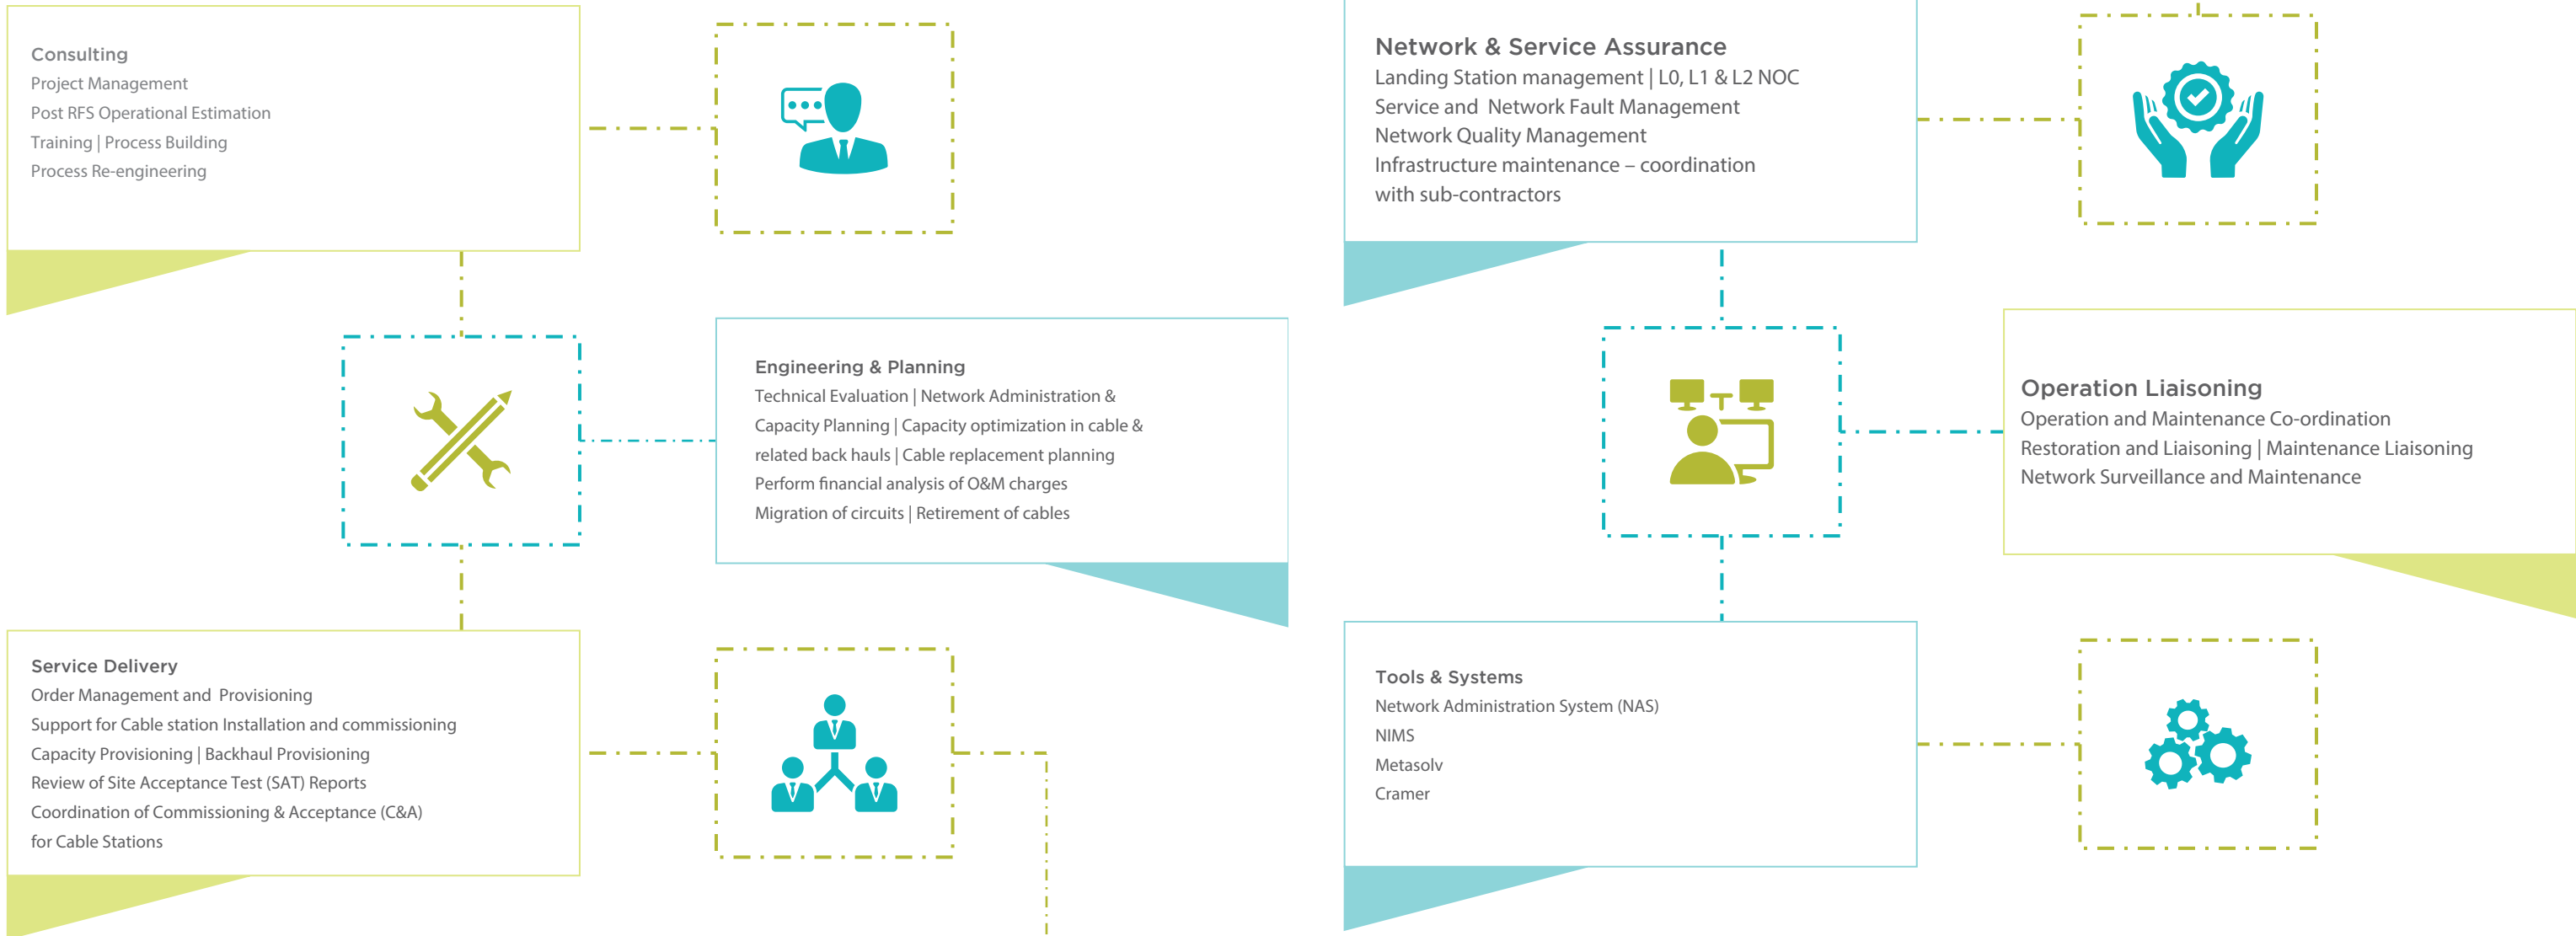 Consulting
Project Management
Post RFS Operational Estimation
Training | Process Building
Process Re-engineering
Engineering & Planning
Technical Evaluation | Network Administration &
Capacity Planning | Capacity optimization in cable &
related back hauls | Cable replacement planning
Perform financial analysis of O&M charges
Migration of circuits | Retirement of cables
Service Delivery
Order Management and Provisioning
Support for Cable station Installation and commissioning
Capacity Provisioning | Backhaul Provisioning
Review of Site Acceptance Test (SAT) Reports
Coordination of Commissioning & Acceptance (C&A)
for Cable Stations
Network & Service Assurance
Landing Station management | L0, L1 & L2 NOC
Service and Network Fault Management
Network Quality Management
Infrastructure maintenance – coordination
with sub-contractors
Operation Liaisoning
Operation and Maintenance Co-ordination
Restoration and Liaisoning | Maintenance Liaisoning
Network Surveillance and Maintenance
Tools & Systems
Network Administration System (NAS)
NIMS
Metasolv
Cramer